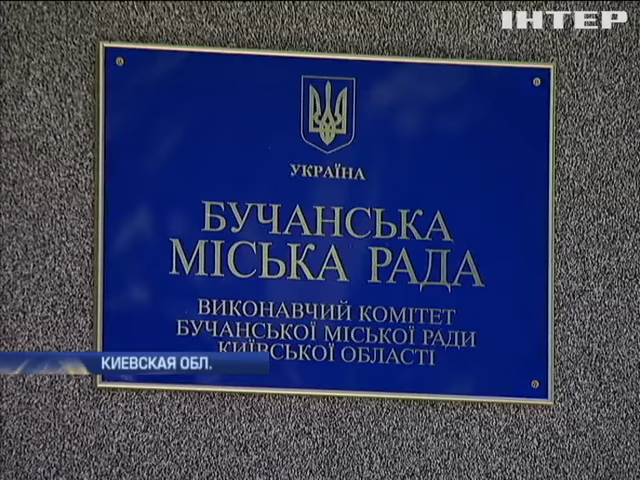 ІНТЕР
УКРАЇНА
БУЧАНСЬКА
МІСЬКА РАДА
ВИКОНАВЧИЙ КОМІТЕТ
БУЧАНСЬКОЇ МІСЬКОЇ РАДИ
КИЇВСЬКОЇ ОБЛАСТІ
КИЕВСКАЯ ОБЛ.